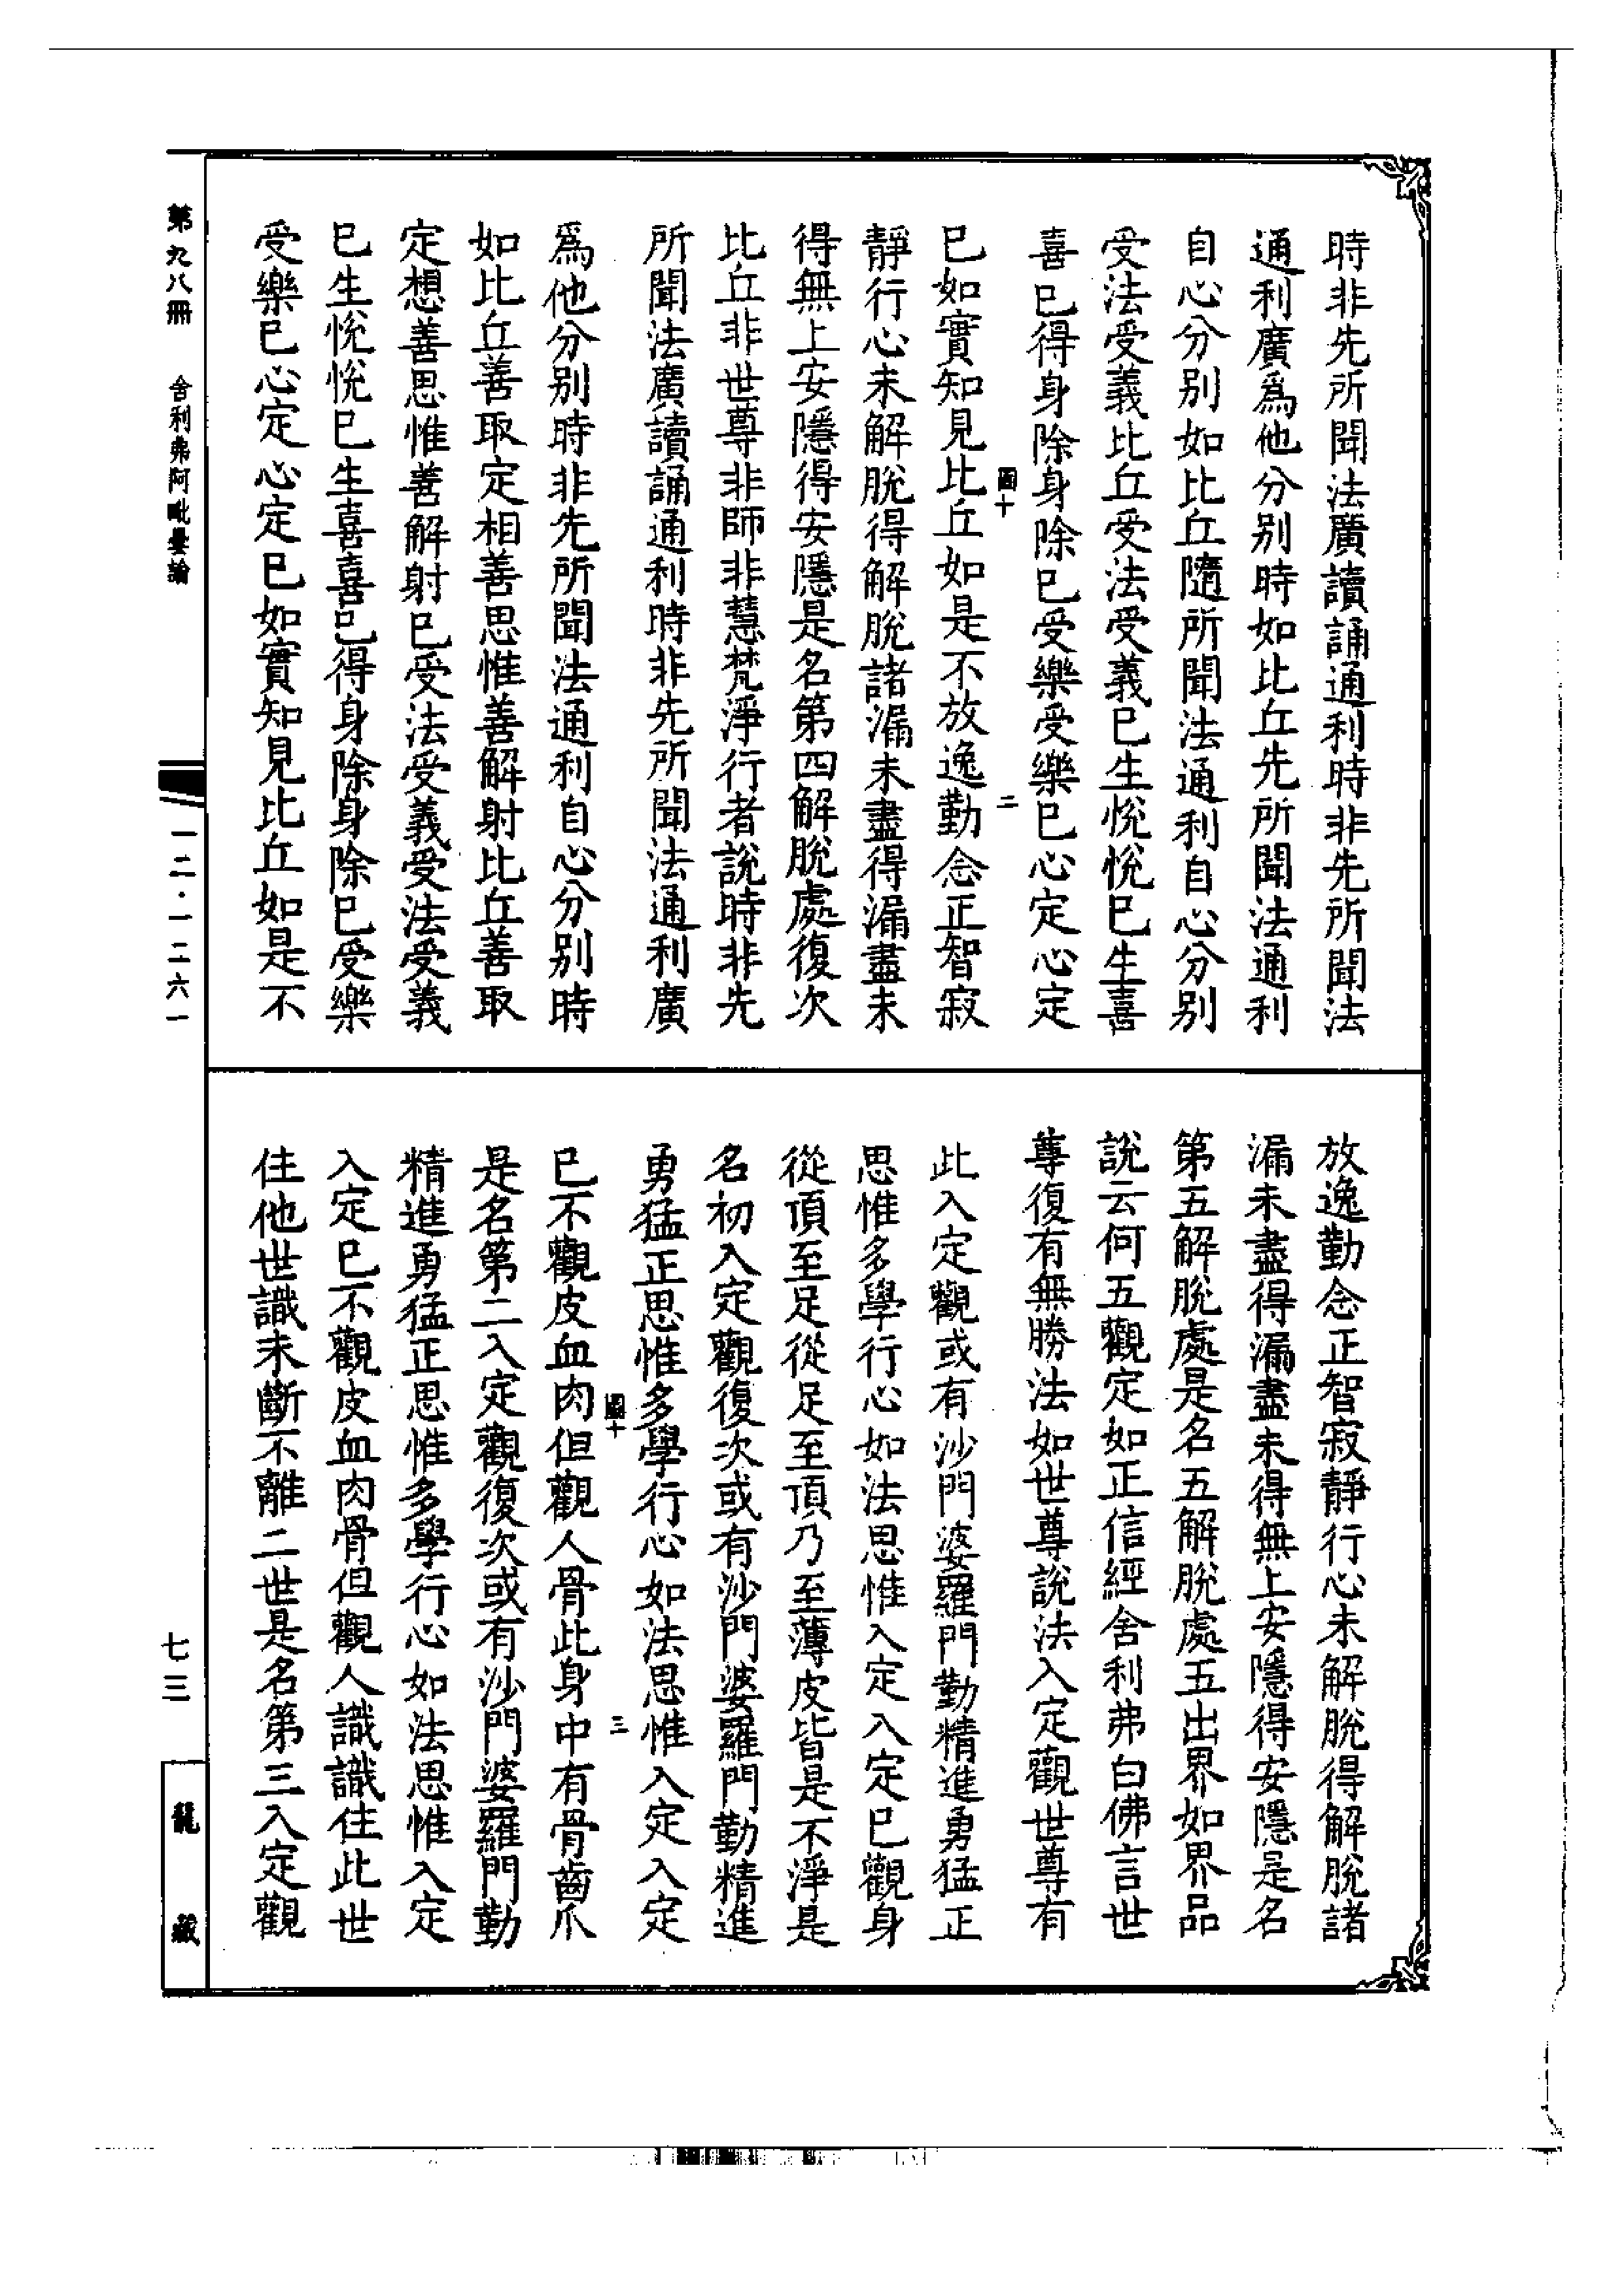 時非先所聞法廣讀誦通利時非先所聞法
通利廣爲他分別時如比丘先所聞法通利
自心分別如比丘隨所聞法通利自心分別
受法受義比丘受法受義已生悅悅已生喜
喜已得身除身除已受樂受樂已心定心定
圖十
二
已如實知見比丘如是不放逸勤念正智寂
靜行心未解脫得解脫諸漏未盡得漏盡未
得無上安隱得安隱是名第四解脫處復次
比丘非世尊非師非慧梵淨行者說時非先
所聞法廣讀誦通利時非先所聞法通利廣
爲他分別時非先所聞法通利自心分別時
如比丘善取定相善思惟善解射比丘善取
定想善思惟善解射已受法受義受法受義
已生悅悅已生喜喜已得身除身除已受樂
受樂已心定心定已如實知見比丘如是不
放逸勤念正智寂靜行心未解脫得解脫諸
漏未盡得漏盡未得無上安隱得安隱是名
第五解脫處是名五解脫處五出界如界品
說云何五觀定如正信經舍利弗白佛言世
尊復有無勝法如世尊說法入定觀世尊有
此入定觀或有沙門婆羅門勤精進勇猛正
思惟多學行心如法思惟入定入定已觀身
從頂至足從足至頂乃至薄皮皆是不淨是
名初入定觀復次或有沙門婆羅門勤精進
勇猛正思惟多學行心如法思惟入定入定
圖十
三
已不觀皮血肉但觀人骨此身中有骨齒爪
是名第二入定觀復次或有沙門婆羅門勤
精進勇猛正思惟多學行心如法思惟入定
入定已不觀皮血肉骨但觀人識識住此世
住他世識未斷不離二世是名第三入定觀
第九八冊
舍利弗阿毗曇論
一二·一二六一
七三
龍藏